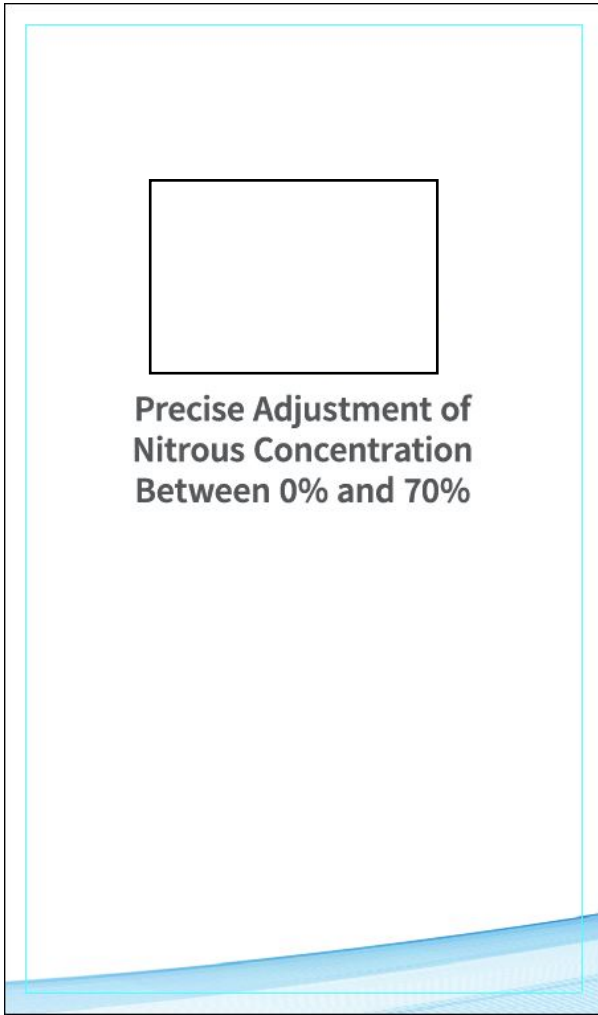 Precise Adjustment of
Nitrous Concentration
Between 0% and 70%